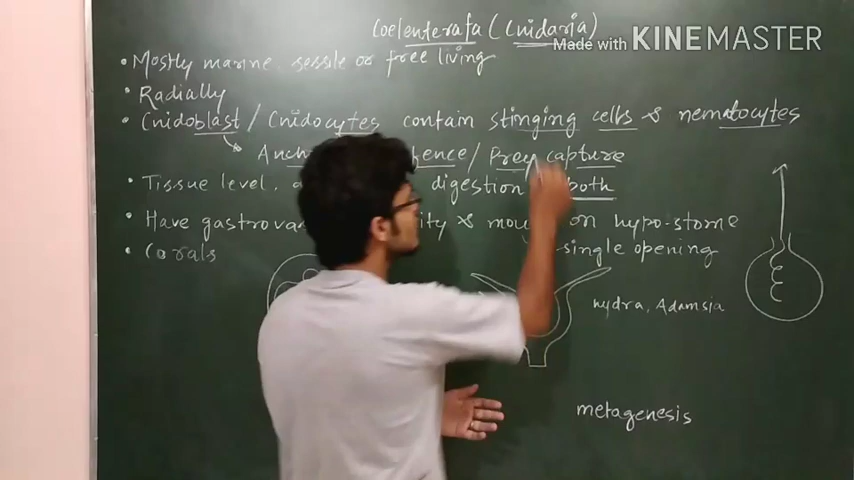 Coelenterata (Cnidaria)
Made with KINEMASTER
• Mostly marine, sessile or free living
• Radially
• Cnidoblast / Cnidocytes contain stinging cells & nematocytes
Anch fence / Prey capture
• Tissue level, digestion both
• Have gastrova ity & mou on hypo-stome
• Corals single opening
hydra, Adamsia
metagenesis